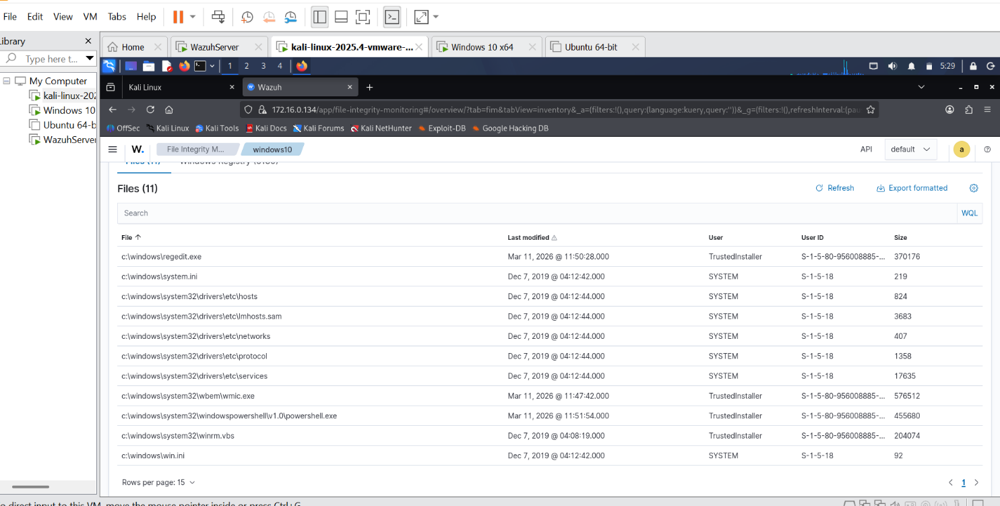 File Edit View VM Tabs Help
Library
Type here t...
Home WazuhServer kali-linux-2025.4-vmware-... Windows 10 x64 Ubuntu 64-bit
My Computer
kali-linux-202
Windows 10
Ubuntu 64-b
WazuhServer
1 2 3 4 5:29
Kali Linux Wazuh
172.16.0.134/app/file-integrity-monitoring#/overview/?tab=fim&tabView=inventory&_a=(filters:!(),query:(language:kuery,query:''))&_g=(filters:!(),refreshInterval:(pau
OffSec Kali Linux Kali Tools Kali Docs Kali Forums Kali NetHunter Exploit-DB Google Hacking DB
W. File Integrity M... windows10 API default a
Files (11) Windows Registry
Files (11) Refresh Export formatted
Search WQL
File Last modified User User ID Size
c:\windows\regedit.exe Mar 11, 2026 @ 11:50:28.000 TrustedInstaller S-1-5-80-956008885-... 370176
c:\windows\system.ini Dec 7, 2019 @ 04:12:42.000 SYSTEM S-1-5-18 219
c:\windows\system32\drivers\etc\hosts Dec 7, 2019 @ 04:12:44.000 SYSTEM S-1-5-18 824
c:\windows\system32\drivers\etc\lmhosts.sam Dec 7, 2019 @ 04:12:44.000 SYSTEM S-1-5-18 3683
c:\windows\system32\drivers\etc\networks Dec 7, 2019 @ 04:12:44.000 SYSTEM S-1-5-18 407
c:\windows\system32\drivers\etc\protocol Dec 7, 2019 @ 04:12:44.000 SYSTEM S-1-5-18 1358
c:\windows\system32\drivers\etc\services Dec 7, 2019 @ 04:12:44.000 SYSTEM S-1-5-18 17635
c:\windows\system32\wbem\wmic.exe Mar 11, 2026 @ 11:47:42.000 TrustedInstaller S-1-5-80-956008885-... 576512
c:\windows\system32\windowspowershell\v1.0\powershell.exe Mar 11, 2026 @ 11:51:54.000 TrustedInstaller S-1-5-80-956008885-... 455680
c:\windows\system32\winrm.vbs Dec 7, 2019 @ 04:08:19.000 TrustedInstaller S-1-5-80-956008885-... 204074
c:\windows\win.ini Dec 7, 2019 @ 04:12:42.000 SYSTEM S-1-5-18 92
Rows per page: 15 1
o direct input to this VM, move the mouse pointer inside or press Ctrl+G